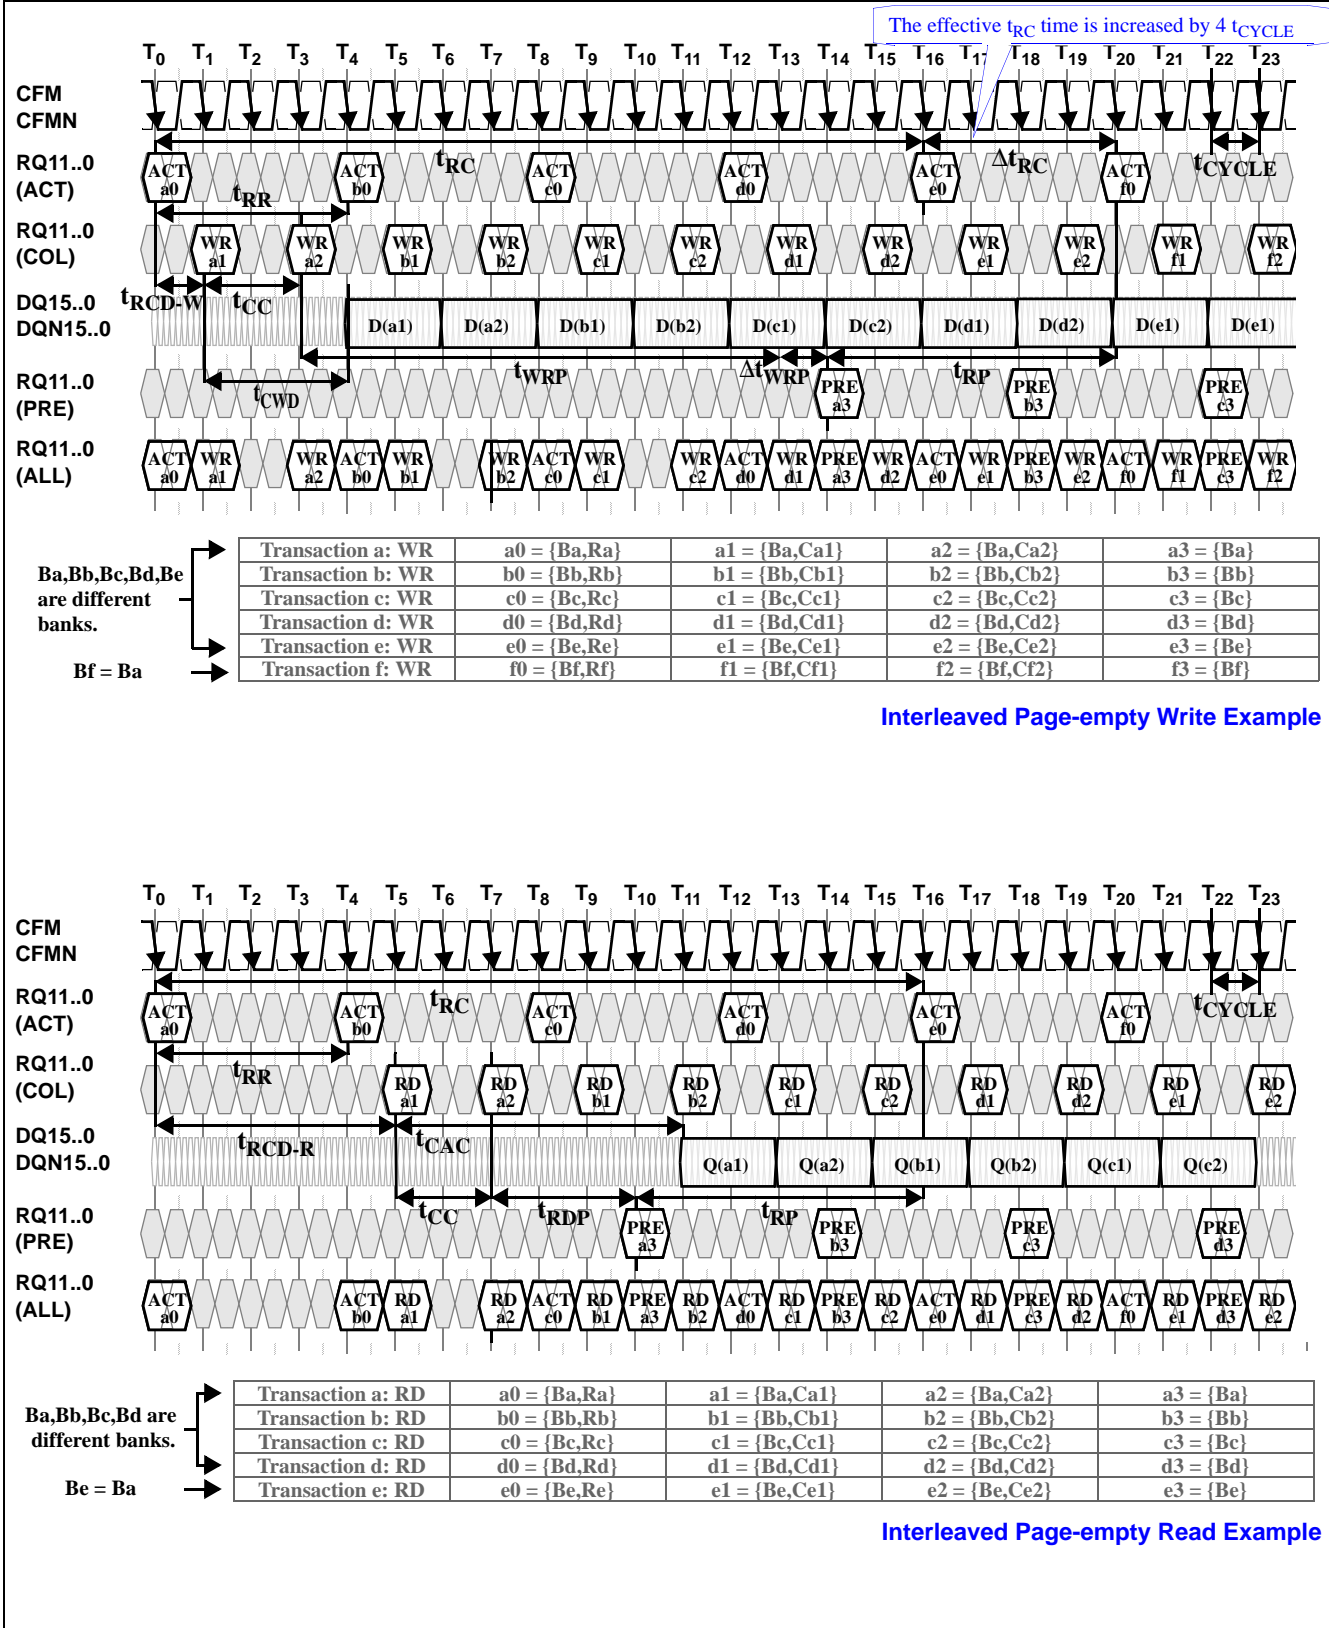 The effective tRC time is increased by 4 tCYCLE
T0 T1 T2 T3 T4 T5 T6 T7 T8 T9 T10 T11 T12 T13 T14 T15 T16 T17 T18 T19 T20 T21 T22 T23
CFM
CFMN
RQ11..0
(ACT)
ACT a0 ACT b0 ACT c0 ACT d0 ACT e0 ACT f0
tRC ΔtRC tCYCLE
tRR
RQ11..0
(COL)
WR a1 WR a2 WR b1 WR b2 WR c1 WR c2 WR d1 WR d2 WR e1 WR e2 WR f1 WR f2
tRCD-W tCC
DQ15..0
DQN15..0
D(a1) D(a2) D(b1) D(b2) D(c1) D(c2) D(d1) D(d2) D(e1) D(e1)
tWRP ΔtWRP tRP
RQ11..0
(PRE)
tCWD
PRE a3 PRE b3 PRE c3
RQ11..0
(ALL)
ACT a0 WR a1 WR a2 ACT b0 WR b1 WR b2 ACT c0 WR c1 WR c2 ACT d0 WR d1 PRE a3 WR d2 ACT e0 WR e1 PRE b3 WR e2 ACT f0 WR f1 PRE c3 WR f2
Ba,Bb,Bc,Bd,Be
are different
banks.
Bf = Ba
Transaction a: WR a0 = {Ba,Ra} a1 = {Ba,Ca1} a2 = {Ba,Ca2} a3 = {Ba}
Transaction b: WR b0 = {Bb,Rb} b1 = {Bb,Cb1} b2 = {Bb,Cb2} b3 = {Bb}
Transaction c: WR c0 = {Bc,Rc} c1 = {Bc,Cc1} c2 = {Bc,Cc2} c3 = {Bc}
Transaction d: WR d0 = {Bd,Rd} d1 = {Bd,Cd1} d2 = {Bd,Cd2} d3 = {Bd}
Transaction e: WR e0 = {Be,Re} e1 = {Be,Ce1} e2 = {Be,Ce2} e3 = {Be}
Transaction f: WR f0 = {Bf,Rf} f1 = {Bf,Cf1} f2 = {Bf,Cf2} f3 = {Bf}
Interleaved Page-empty Write Example
T0 T1 T2 T3 T4 T5 T6 T7 T8 T9 T10 T11 T12 T13 T14 T15 T16 T17 T18 T19 T20 T21 T22 T23
CFM
CFMN
RQ11..0
(ACT)
ACT a0 ACT b0 ACT c0 ACT d0 ACT e0 ACT f0
tRC tCYCLE
tRR
RQ11..0
(COL)
RD a1 RD a2 RD b1 RD b2 RD c1 RD c2 RD d1 RD d2 RD e1 RD e2
tRCD-R tCAC
DQ15..0
DQN15..0
Q(a1) Q(a2) Q(b1) Q(b2) Q(c1) Q(c2)
tCC tRDP tRP
RQ11..0
(PRE)
PRE a3 PRE b3 PRE c3 PRE d3
RQ11..0
(ALL)
ACT a0 ACT b0 RD a1 RD a2 ACT c0 RD b1 PRE a3 RD b2 ACT d0 RD c1 PRE b3 RD c2 ACT e0 RD d1 PRE c3 RD d2 ACT f0 RD e1 PRE d3 RD e2
Ba,Bb,Bc,Bd are
different banks.
Be = Ba
Transaction a: RD a0 = {Ba,Ra} a1 = {Ba,Ca1} a2 = {Ba,Ca2} a3 = {Ba}
Transaction b: RD b0 = {Bb,Rb} b1 = {Bb,Cb1} b2 = {Bb,Cb2} b3 = {Bb}
Transaction c: RD c0 = {Bc,Rc} c1 = {Bc,Cc1} c2 = {Bc,Cc2} c3 = {Bc}
Transaction d: RD d0 = {Bd,Rd} d1 = {Bd,Cd1} d2 = {Bd,Cd2} d3 = {Bd}
Transaction e: RD e0 = {Be,Re} e1 = {Be,Ce1} e2 = {Be,Ce2} e3 = {Be}
Interleaved Page-empty Read Example